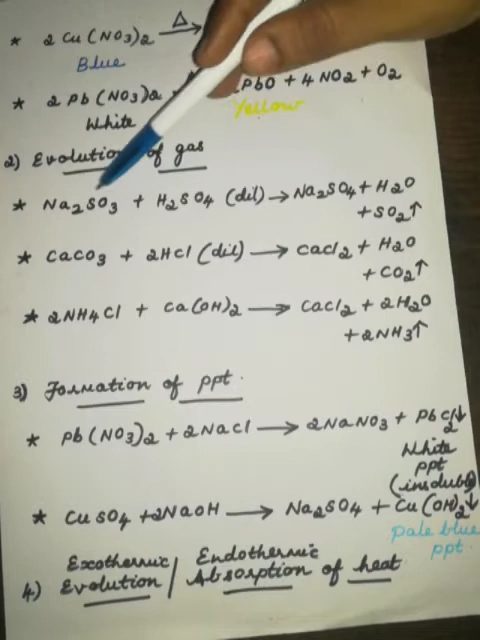 * 2 Cu(NO3)2 Δ→
Blue
* 2 Pb(NO3)2 2PbO + 4NO2 + O2
White Yellow
2) Evolution of gas
* Na2SO3 + H2SO4 (dil) → Na2SO4 + H2O
+ SO2↑
* CaCO3 + 2HCl (dil) → CaCl2 + H2O
+ CO2↑
* 2NH4Cl + Ca(OH)2 → CaCl2 + 2H2O
+ 2NH3↑
3) Formation of ppt.
* Pb(NO3)2 + 2NaCl → 2NaNO3 + PbCl2↓
White
ppt
(insoluble)
* CuSO4 + 2NaOH → Na2SO4 + Cu(OH)2↓
pale blue
ppt.
Exothermic / Endothermic
4) Evolution / Absorption of heat